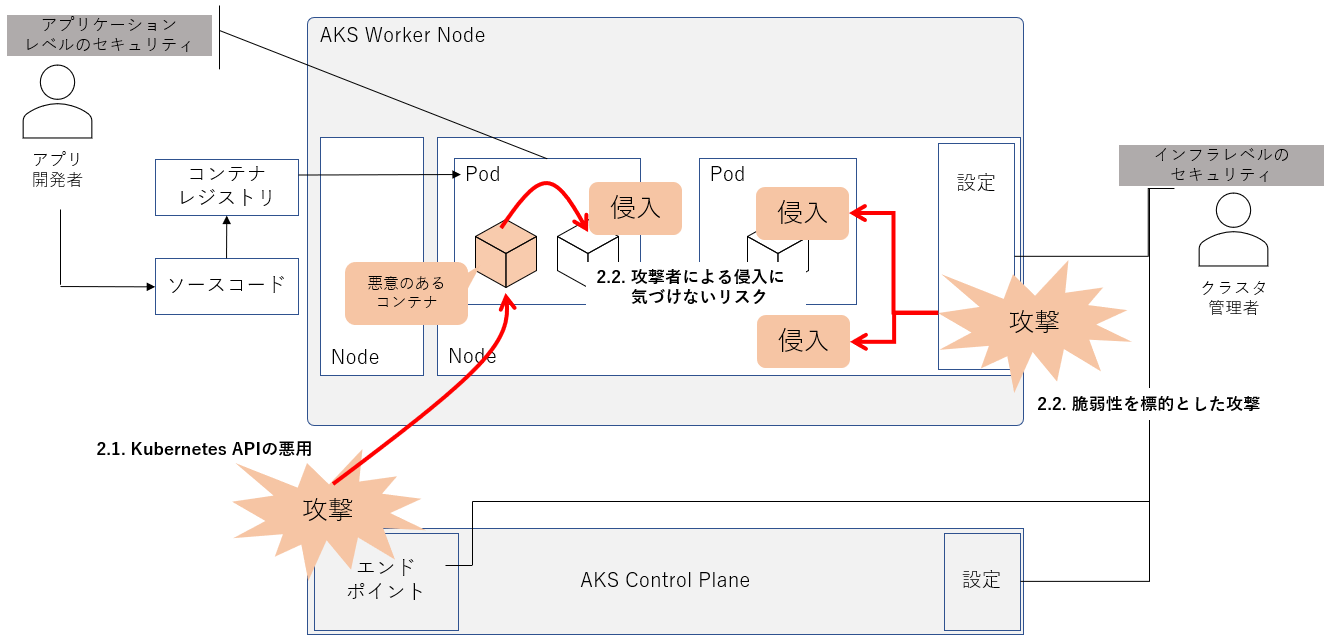 アプリケーション
レベルのセキュリティ
アプリ
開発者
コンテナ
レジストリ
ソースコード
AKS Worker Node
Node
Node
Pod
侵入
悪意のある
コンテナ
2.2. 攻撃者による侵入に
気づけないリスク
Pod
侵入
侵入
設定
攻撃
インフラレベルの
セキュリティ
クラスタ
管理者
2.2. 脆弱性を標的とした攻撃
2.1. Kubernetes APIの悪用
攻撃
エンド
ポイント
AKS Control Plane
設定